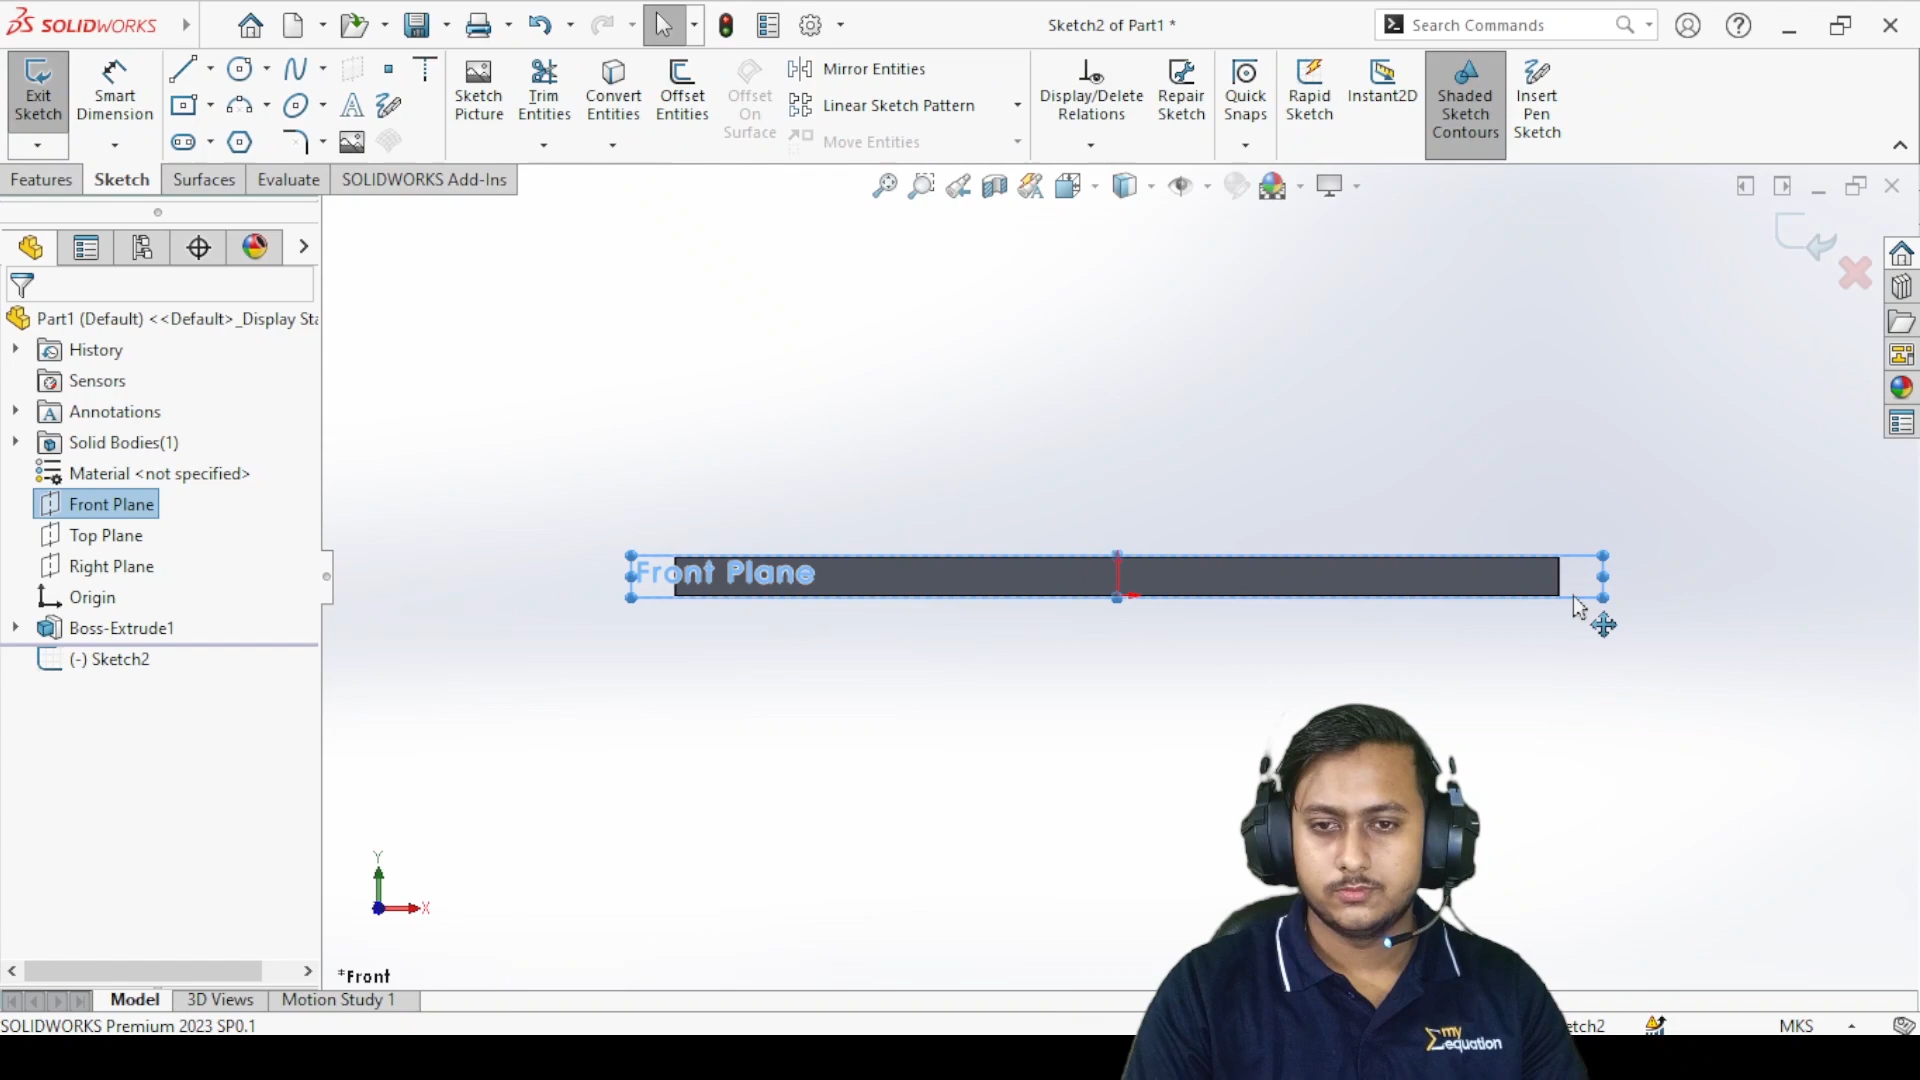 SOLIDWORKS
Sketch2 of Part1 *
Search Commands
Exit Sketch
Smart Dimension
Sketch Picture
Trim Entities
Convert Entities
Offset Entities
Offset On Surface
Mirror Entities
Linear Sketch Pattern
Move Entities
Display/Delete Relations
Repair Sketch
Quick Snaps
Rapid Sketch
Instant2D
Shaded Sketch Contours
Insert Pen Sketch
Features
Sketch
Surfaces
Evaluate
SOLIDWORKS Add-Ins
Part1 (Default) <<Default>_Display Sta
History
Sensors
Annotations
Solid Bodies(1)
Material <not specified>
Front Plane
Top Plane
Right Plane
Origin
Boss-Extrude1
(-) Sketch2
Front Plane
Y
X
*Front
Model
3D Views
Motion Study 1
SOLIDWORKS Premium 2023 SP0.1
etch2
MKS
my equation